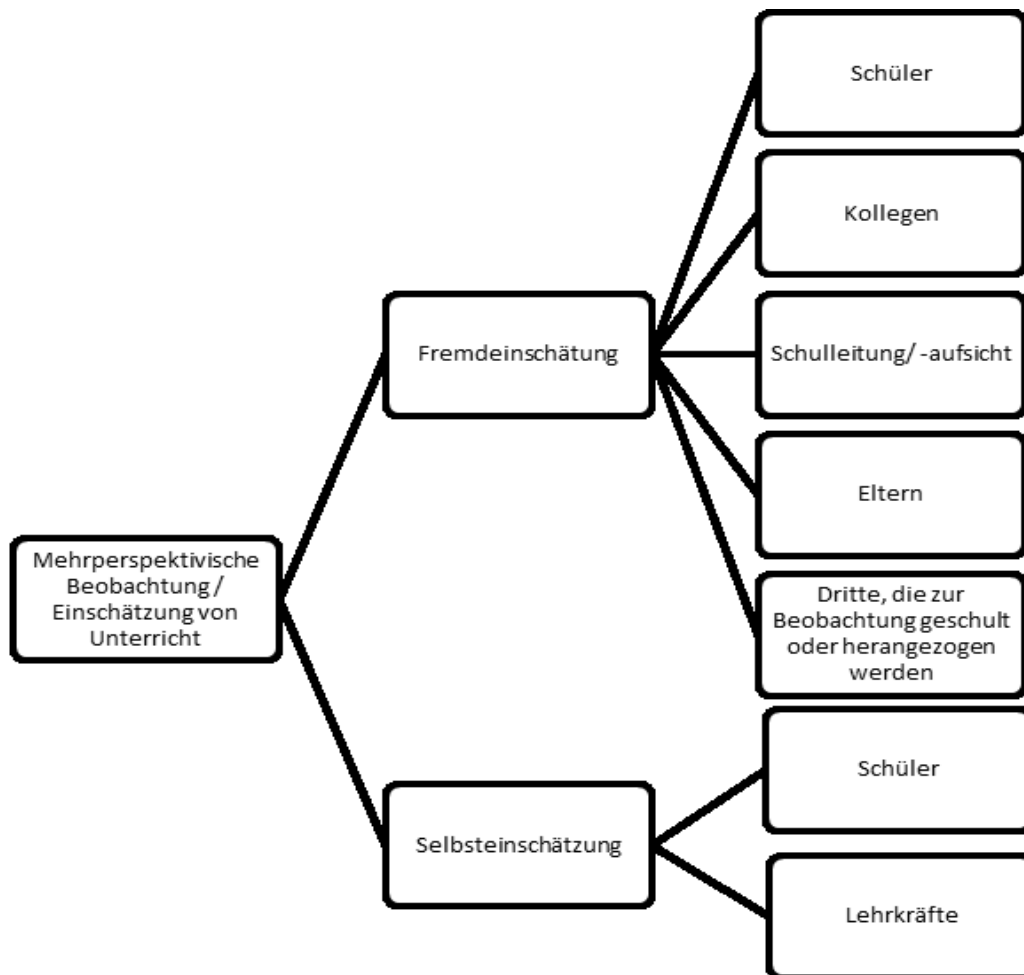 Mehrperspektivische
Beobachtung /
Einschätzung von
Unterricht
Fremdeinschätung
Schüler
Kollegen
Schulleitung/ -aufsicht
Eltern
Dritte, die zur
Beobachtung geschult
oder herangezogen
werden
Selbsteinschätzung
Schüler
Lehrkräfte